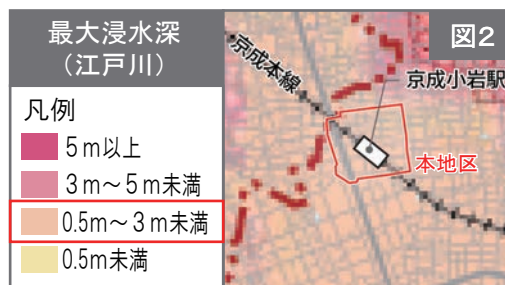 最大浸水深
（江戸川）
図2
凡例
5m以上
3m～5m未満
0.5m～3m未満
0.5m未満
京成本線
京成小岩駅
本地区